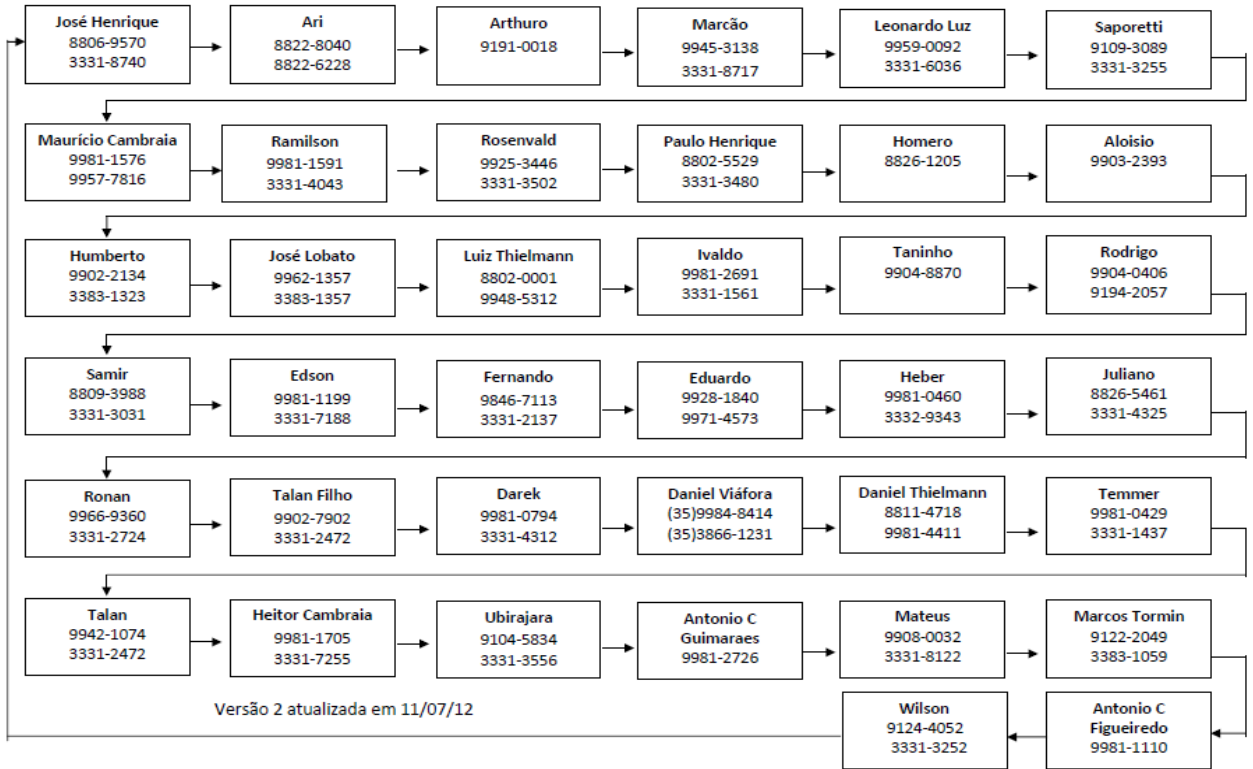 José Henrique
8806-9570
3331-8740
Ari
8822-8040
8822-6228
Arthuro
9191-0018
Marcão
9945-3138
3331-8717
Leonardo Luz
9959-0092
3331-6036
Saporetti
9109-3089
3331-3255
Maurício Cambraia
9981-1576
9957-7816
Ramilson
9981-1591
3331-4043
Rosenvald
9925-3446
3331-3502
Paulo Henrique
8802-5529
3331-3480
Homero
8826-1205
Aloisio
9903-2393
Humberto
9902-2134
3383-1323
José Lobato
9962-1357
3383-1357
Luiz Thielmann
8802-0001
9948-5312
Ivaldo
9981-2691
3331-1561
Taninho
9904-8870
Rodrigo
9904-0406
9194-2057
Samir
8809-3988
3331-3031
Edson
9981-1199
3331-7188
Fernando
9846-7113
3331-2137
Eduardo
9928-1840
9971-4573
Heber
9981-0460
3332-9343
Juliano
8826-5461
3331-4325
Ronan
9966-9360
3331-2724
Talan Filho
9902-7902
3331-2472
Darek
9981-0794
3331-4312
Daniel Viáfora
(35)9984-8414
(35)3866-1231
Daniel Thielmann
8811-4718
9981-4411
Temmer
9981-0429
3331-1437
Talan
9942-1074
3331-2472
Heitor Cambraia
9981-1705
3331-7255
Ubirajara
9104-5834
3331-3556
Antonio C
Guimaraes
9981-2726
Mateus
9908-0032
3331-8122
Marcos Tormin
9122-2049
3383-1059
Versão 2 atualizada em 11/07/12
Wilson
9124-4052
3331-3252
Antonio C
Figueiredo
9981-1110